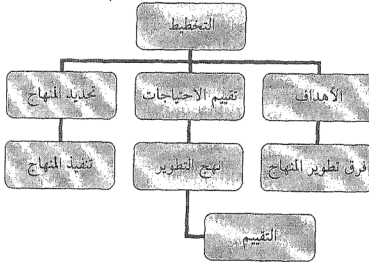 التخطيط
الأهداف
تقييم الاحتياجات
تحديد المنهاج
فرق تطوير المنهاج
نهج التطوير
تنفيذ المنهاج
التقييم